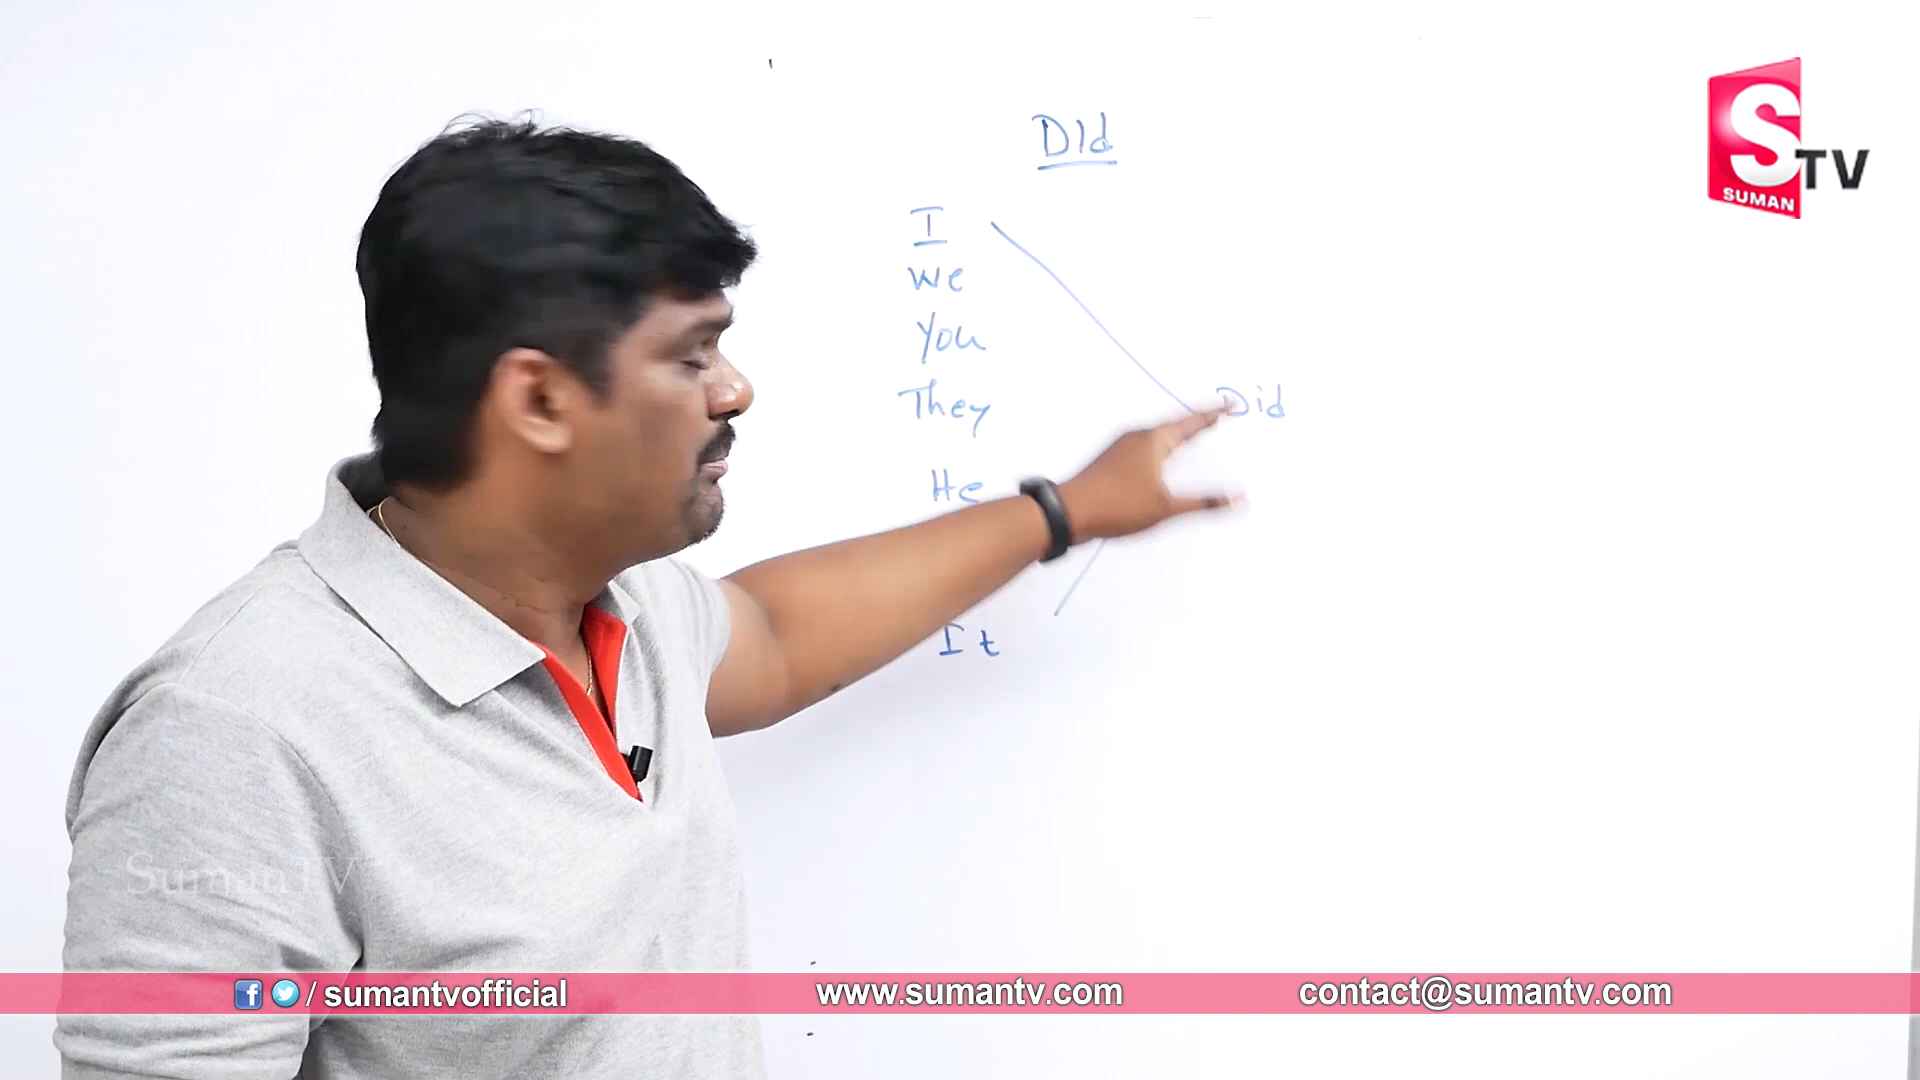 DId
S TV
SUMAN
I
We
You
They
Did
He
It
SumanTV
/ sumantvofficial
www.sumantv.com
contact@sumantv.com